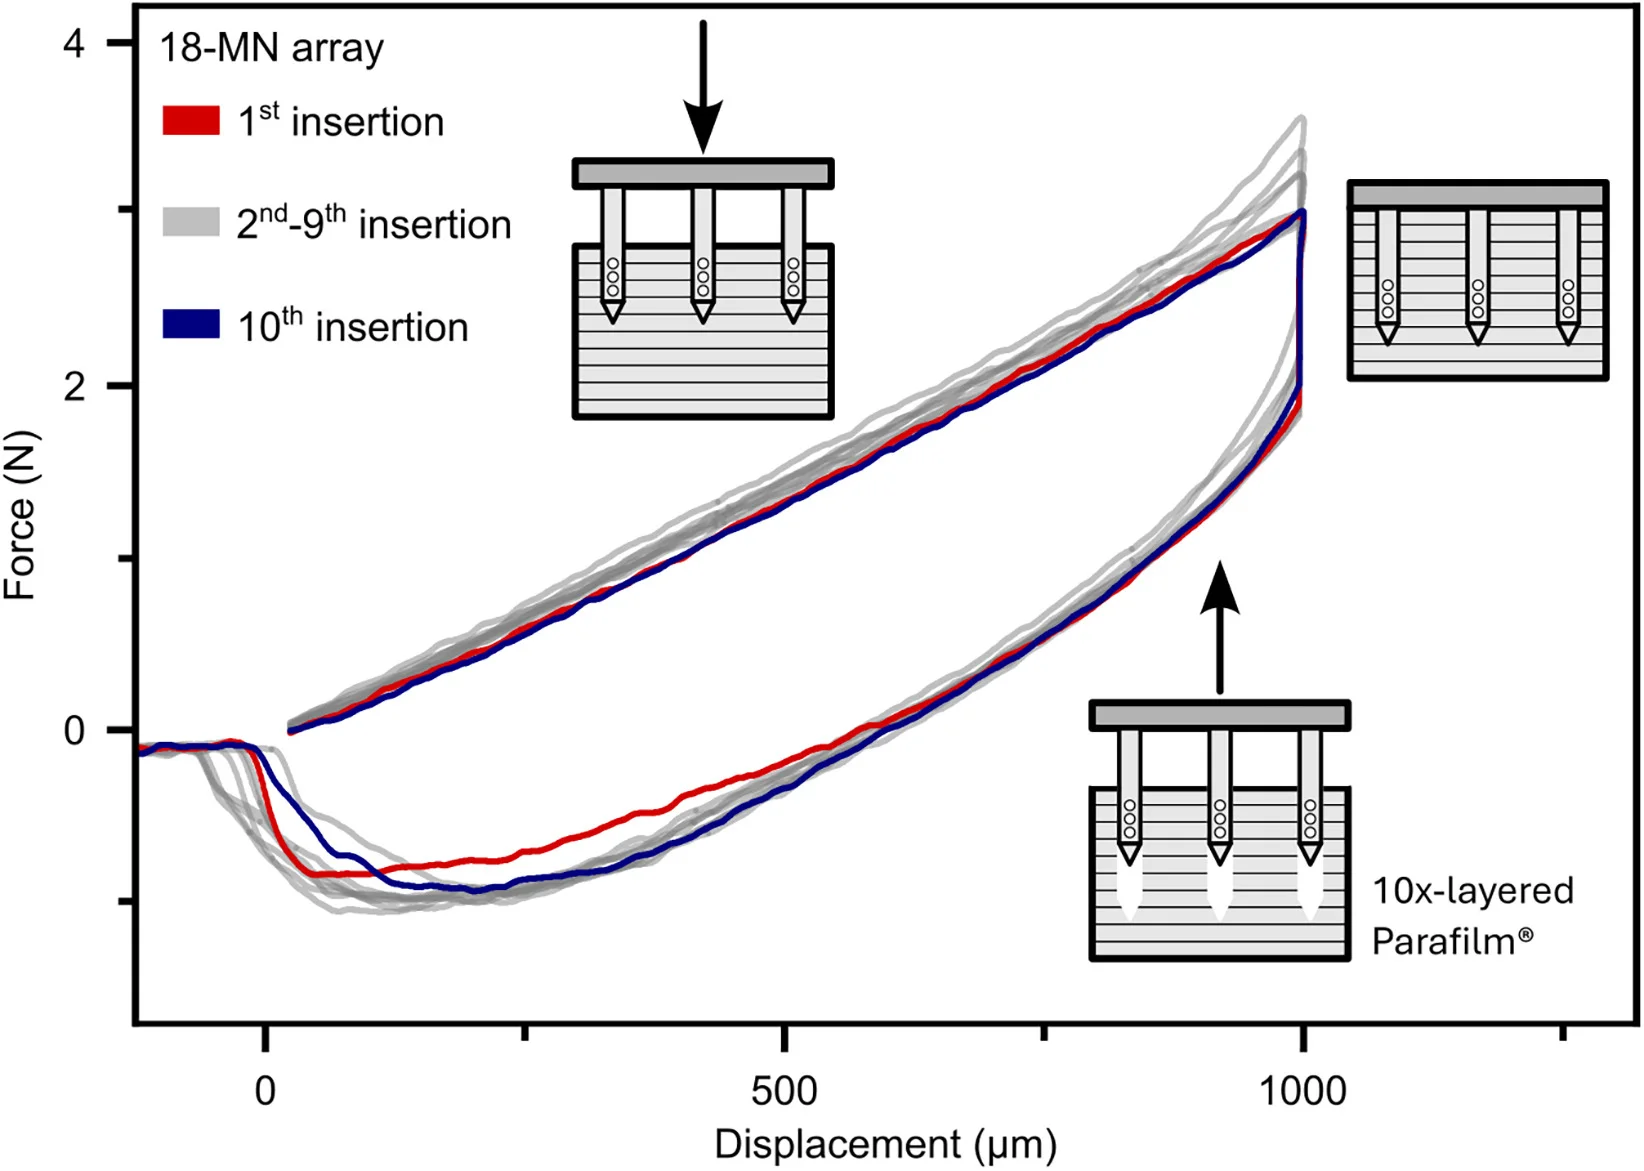 18-MN array
1st insertion
2nd-9th insertion
10th insertion
4
2
0
Force (N)
10x-layered
Parafilm®
0 500 1000
Displacement (µm)